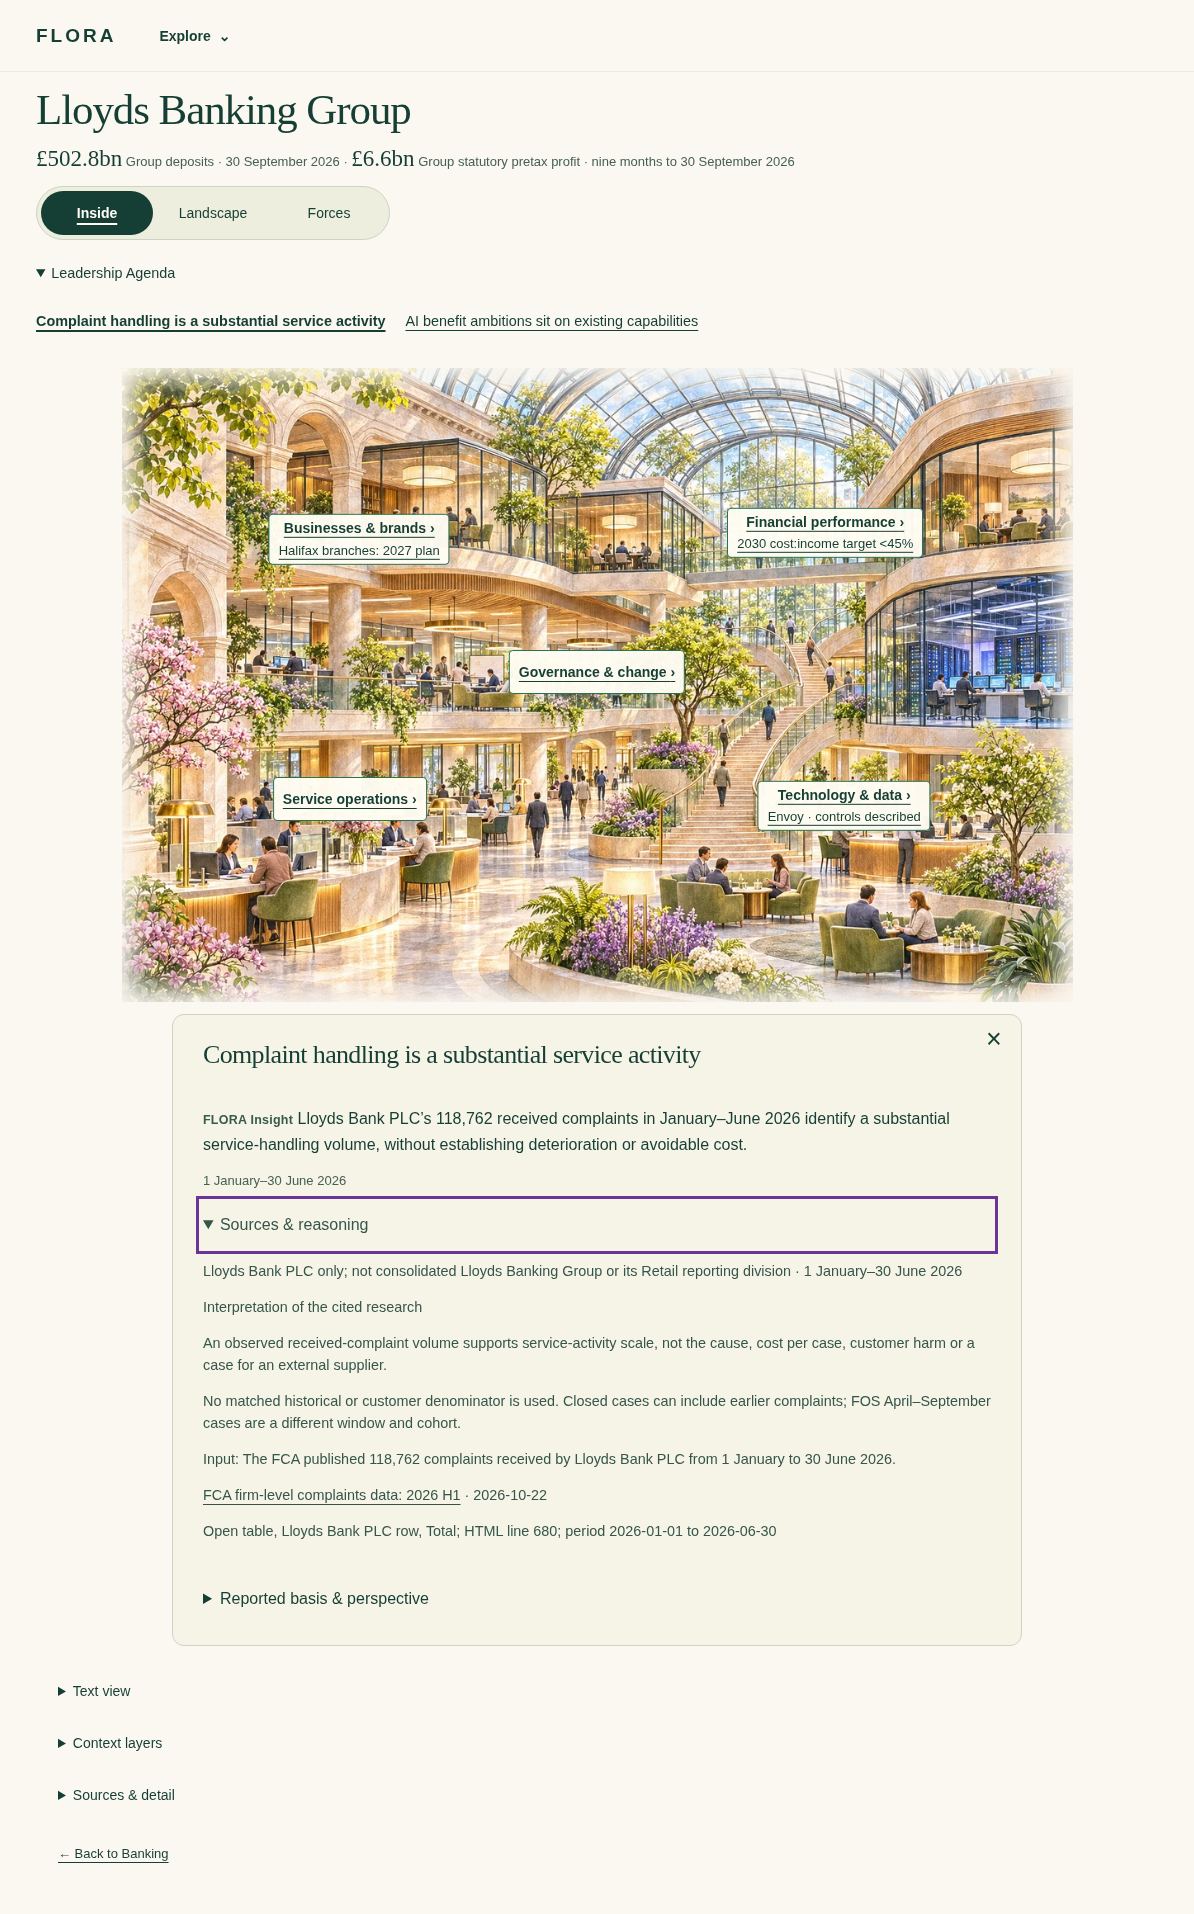 FLORA
Explore ⌄
Lloyds Banking Group
£502.8bn Group deposits · 30 September 2026 · £6.6bn Group statutory pretax profit · nine months to 30 September 2026
Inside
Landscape
Forces
▼ Leadership Agenda
Complaint handling is a substantial service activity
AI benefit ambitions sit on existing capabilities
Businesses & brands ›
Halifax branches: 2027 plan
Financial performance ›
2030 cost:income target <45%
Governance & change ›
Service operations ›
Technology & data ›
Envoy · controls described
Complaint handling is a substantial service activity
✕
FLORA Insight Lloyds Bank PLC’s 118,762 received complaints in January–June 2026 identify a substantial
service-handling volume, without establishing deterioration or avoidable cost.
1 January–30 June 2026
▼ Sources & reasoning
Lloyds Bank PLC only; not consolidated Lloyds Banking Group or its Retail reporting division · 1 January–30 June 2026
Interpretation of the cited research
An observed received-complaint volume supports service-activity scale, not the cause, cost per case, customer harm or a
case for an external supplier.
No matched historical or customer denominator is used. Closed cases can include earlier complaints; FOS April–September
cases are a different window and cohort.
Input: The FCA published 118,762 complaints received by Lloyds Bank PLC from 1 January to 30 June 2026.
FCA firm-level complaints data: 2026 H1 · 2026-10-22
Open table, Lloyds Bank PLC row, Total; HTML line 680; period 2026-01-01 to 2026-06-30
▶ Reported basis & perspective
▶ Text view
▶ Context layers
▶ Sources & detail
← Back to Banking